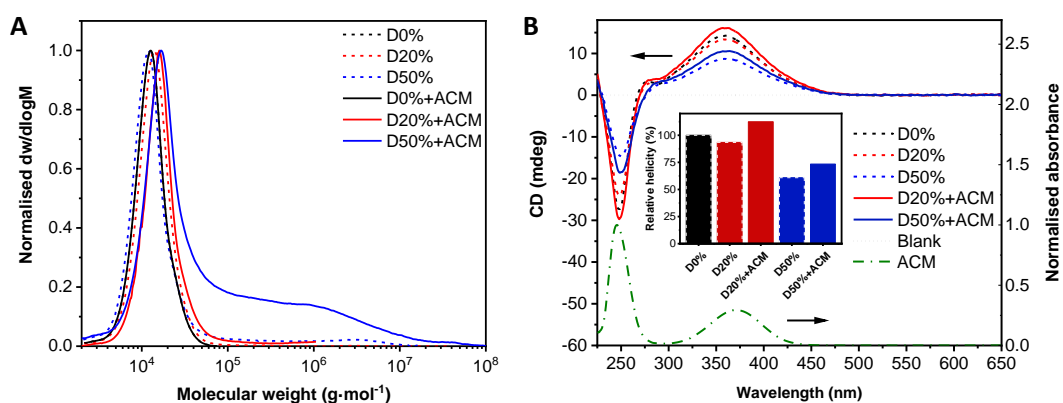 A
Normalised dw/dlogM
1.0
0.8
0.6
0.4
0.2
0.0
D0%
D20%
D50%
D0%+ACM
D20%+ACM
D50%+ACM
10⁴
10⁵
10⁶
10⁷
10⁸
Molecular weight (g·mol⁻¹)
B
CD (mdeg)
10
0
-10
-20
-30
-40
-50
-60
Relative helicity (%)
100
75
50
25
0
D0%
D20%
D20%+ACM
D50%
D50%+ACM
D0%
D20%
D50%
D20%+ACM
D50%+ACM
Blank
ACM
2.5
2.0
1.5
1.0
0.5
0.0
Normalised absorbance
250 300 350 400 450 500 550 600 650
Wavelength (nm)